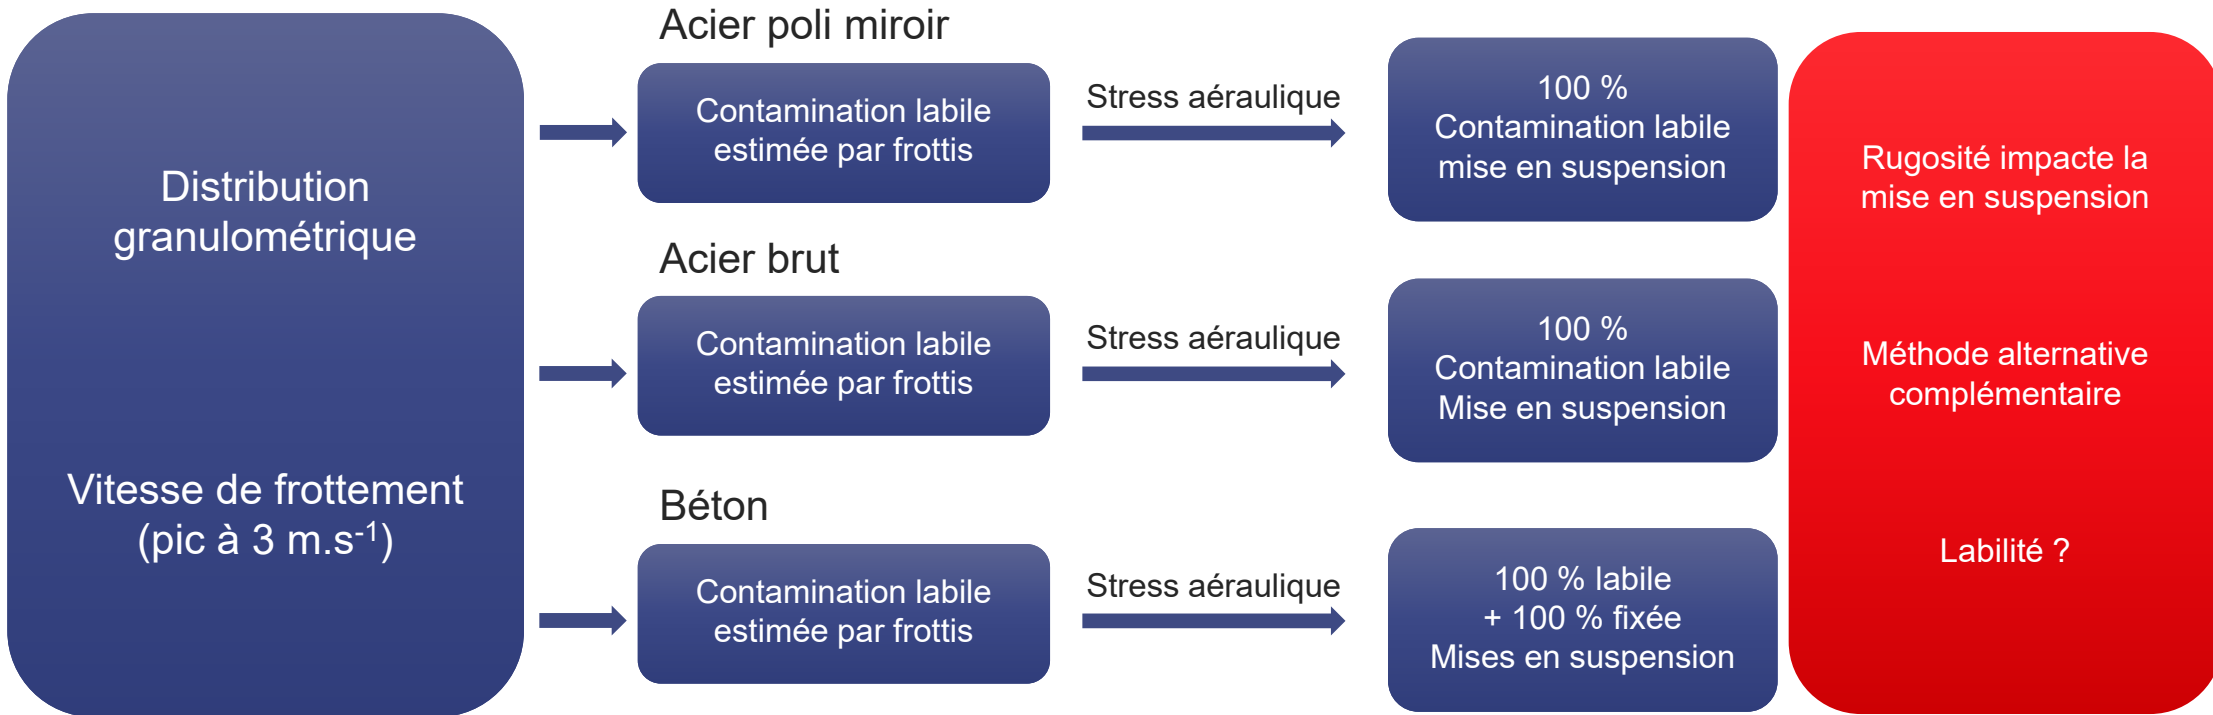 Distribution
granulométrique
Vitesse de frottement
(pic à 3 m.s⁻¹)
Acier poli miroir
Contamination labile
estimée par frottis
Stress aéraulique
100 %
Contamination labile
mise en suspension
Acier brut
Contamination labile
estimée par frottis
Stress aéraulique
100 %
Contamination labile
Mise en suspension
Béton
Contamination labile
estimée par frottis
Stress aéraulique
100 % labile
+ 100 % fixée
Mises en suspension
Rugosité impacte la
mise en suspension
Méthode alternative
complémentaire
Labilité ?